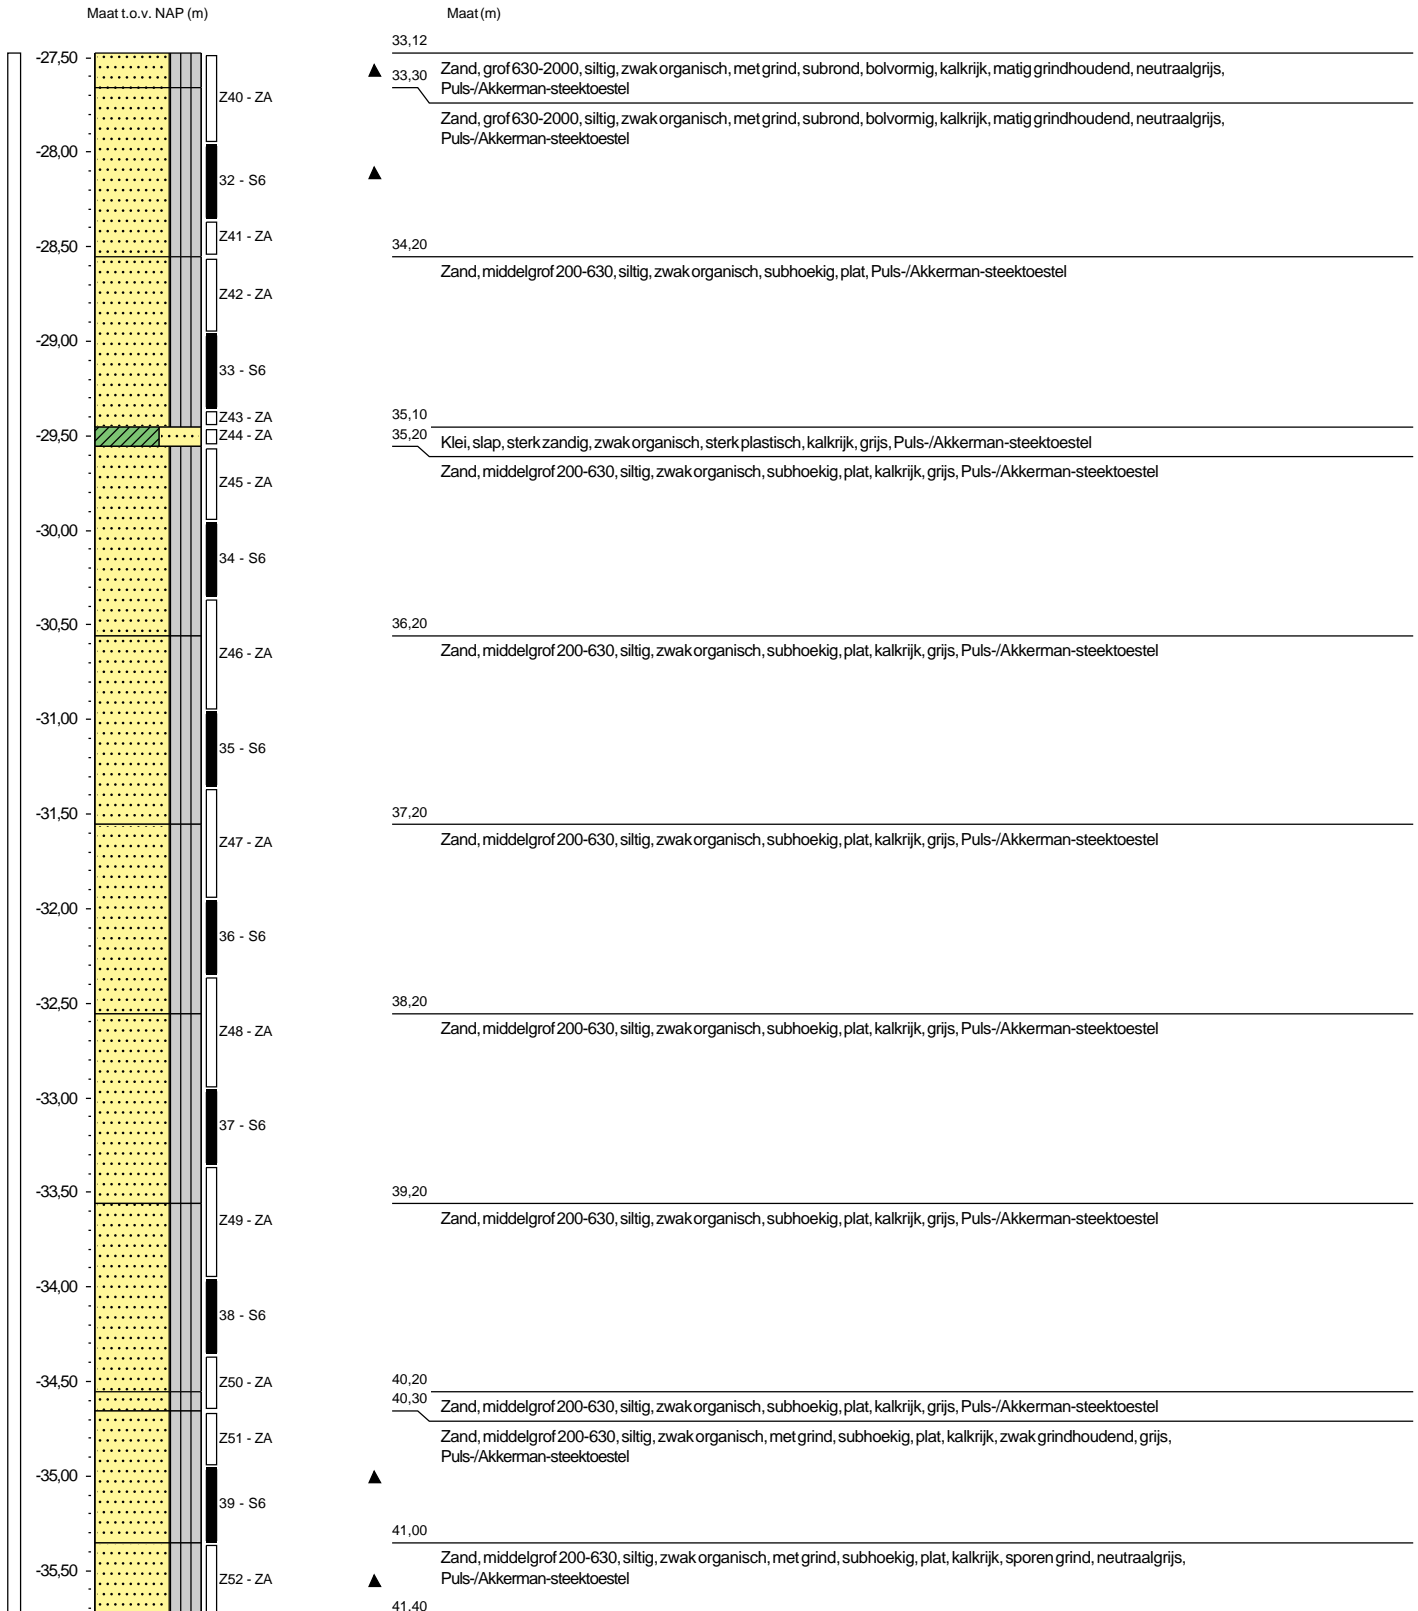 Maat t.o.v. NAP (m)
Maat (m)
33,12
-27,50
Zand, grof 630-2000, siltig, zwak organisch, met grind, subrond, bolvormig, kalkrijk, matig grindhoudend, neutraalgrijs,
33,30
Puls-/Akkerman-steektoestel
Z40 - ZA
Zand, grof 630-2000, siltig, zwak organisch, met grind, subrond, bolvormig, kalkrijk, matig grindhoudend, neutraalgrijs,
Puls-/Akkerman-steektoestel
-28,00
32 - S6
Z41 - ZA
-28,50
34,20
Zand, middelgrof 200-630, siltig, zwak organisch, subhoekig, plat, Puls-/Akkerman-steektoestel
Z42 - ZA
-29,00
33 - S6
Z43 - ZA
35,10
-29,50
Z44 - ZA
35,20
Klei, slap, sterk zandig, zwak organisch, sterk plastisch, kalkrijk, grijs, Puls-/Akkerman-steektoestel
Zand, middelgrof 200-630, siltig, zwak organisch, subhoekig, plat, kalkrijk, grijs, Puls-/Akkerman-steektoestel
Z45 - ZA
-30,00
34 - S6
-30,50
36,20
Zand, middelgrof 200-630, siltig, zwak organisch, subhoekig, plat, kalkrijk, grijs, Puls-/Akkerman-steektoestel
Z46 - ZA
-31,00
35 - S6
-31,50
37,20
Zand, middelgrof 200-630, siltig, zwak organisch, subhoekig, plat, kalkrijk, grijs, Puls-/Akkerman-steektoestel
Z47 - ZA
-32,00
36 - S6
-32,50
38,20
Zand, middelgrof 200-630, siltig, zwak organisch, subhoekig, plat, kalkrijk, grijs, Puls-/Akkerman-steektoestel
Z48 - ZA
-33,00
37 - S6
-33,50
39,20
Zand, middelgrof 200-630, siltig, zwak organisch, subhoekig, plat, kalkrijk, grijs, Puls-/Akkerman-steektoestel
Z49 - ZA
-34,00
38 - S6
-34,50
Z50 - ZA
40,20
40,30
Zand, middelgrof 200-630, siltig, zwak organisch, subhoekig, plat, kalkrijk, grijs, Puls-/Akkerman-steektoestel
Z51 - ZA
Zand, middelgrof 200-630, siltig, zwak organisch, met grind, subhoekig, plat, kalkrijk, zwak grindhoudend, grijs,
Puls-/Akkerman-steektoestel
-35,00
39 - S6
41,00
Zand, middelgrof 200-630, siltig, zwak organisch, met grind, subhoekig, plat, kalkrijk, sporen grind, neutraalgrijs,
Puls-/Akkerman-steektoestel
-35,50
Z52 - ZA
41,40